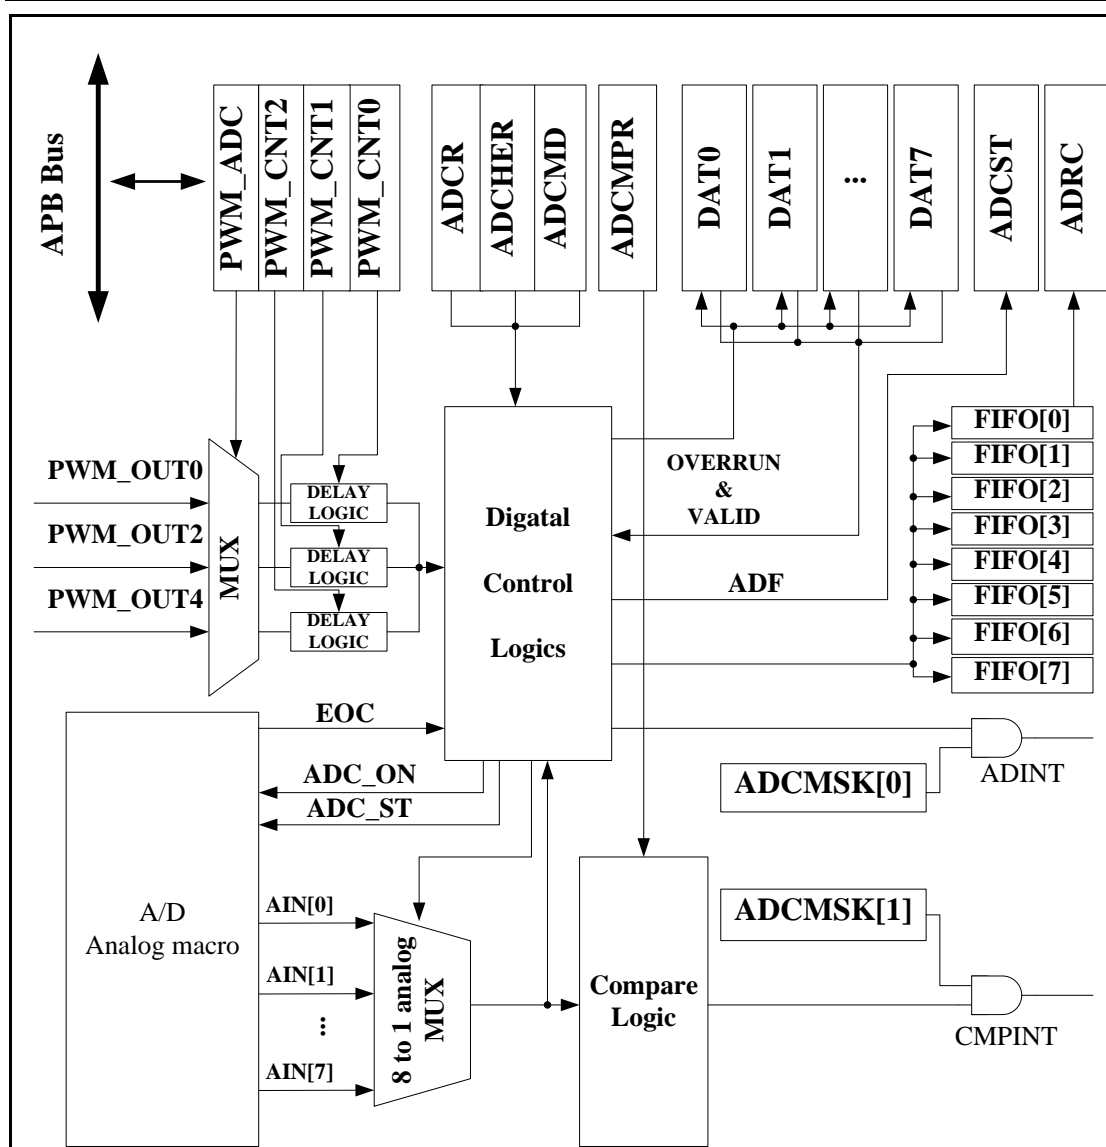 APB Bus
PWM_ADC
PWM_CNT2
PWM_CNT1
PWM_CNT0
ADCR
ADCHER
ADCMD
ADCMPR
DAT0
DAT1
...
DAT7
ADCST
ADRC
PWM_OUT0
PWM_OUT2
PWM_OUT4
MUX
DELAY
LOGIC
DELAY
LOGIC
DELAY
LOGIC
Digatal
Control
Logics
OVERRUN
&
VALID
ADF
FIFO[0]
FIFO[1]
FIFO[2]
FIFO[3]
FIFO[4]
FIFO[5]
FIFO[6]
FIFO[7]
EOC
ADC_ON
ADC_ST
ADCMSK[0]
ADINT
A/D
Analog macro
AIN[0]
AIN[1]
...
AIN[7]
8 to 1 analog
MUX
Compare
Logic
ADCMSK[1]
CMPINT